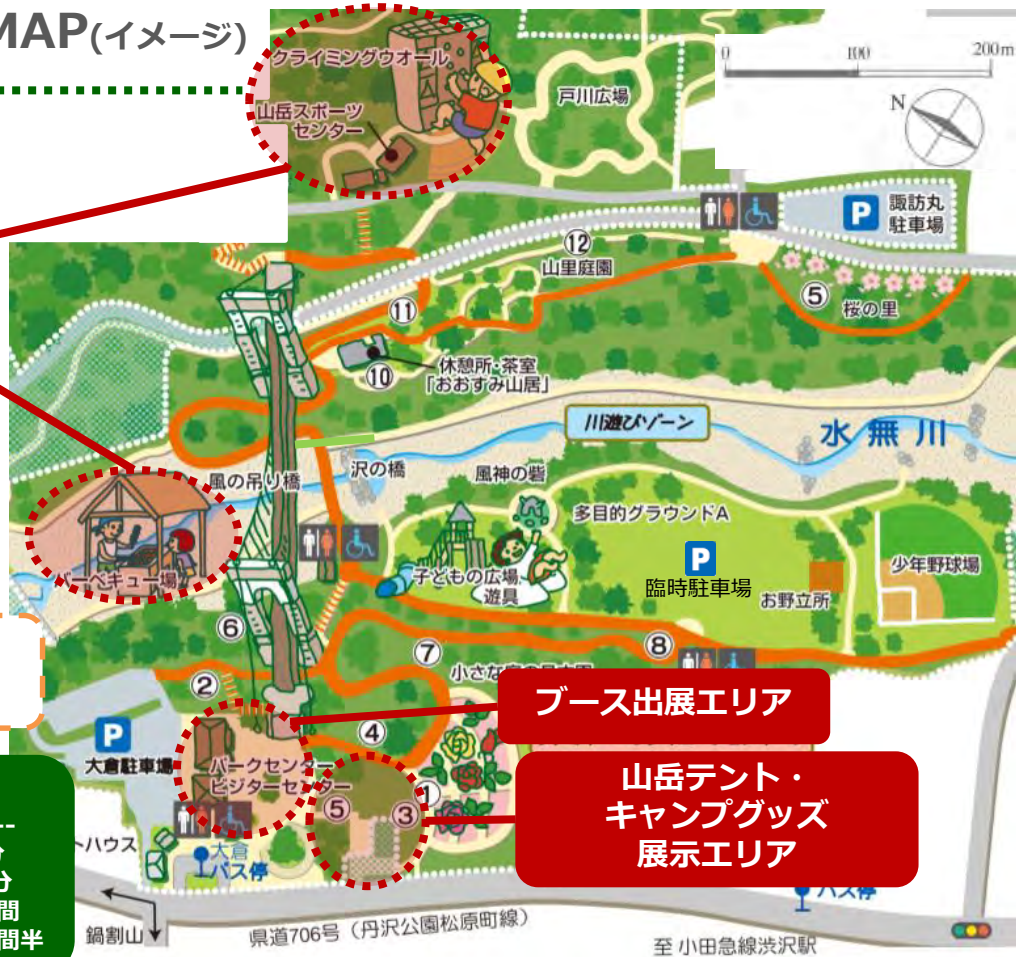 MAP(イメージ)
0 100 200m
N
クライミングウオール
山岳スポーツ
センター
戸川広場
P
諏訪丸
駐車場
⑫
山里庭園
⑤
桜の里
⑪
⑩
休憩所・茶室
「おおすみ山居」
川遊びゾーン
水無川
風の吊り橋
沢の橋
風神の砦
多目的グラウンドA
バーベキュー場
子どもの広場
遊具
P
臨時駐車場
お野立所
少年野球場
⑥
⑦
⑧
②
④
ブース出展エリア
P
大倉駐車場
パークセンター
ビジターセンター
⑤
③
①
山岳テント・
キャンプグッズ
展示エリア
トハウス
大倉
バス停
バス停
分
間
間半
鍋割山
県道706号（丹沢公園松原町線）
至 小田急線渋沢駅